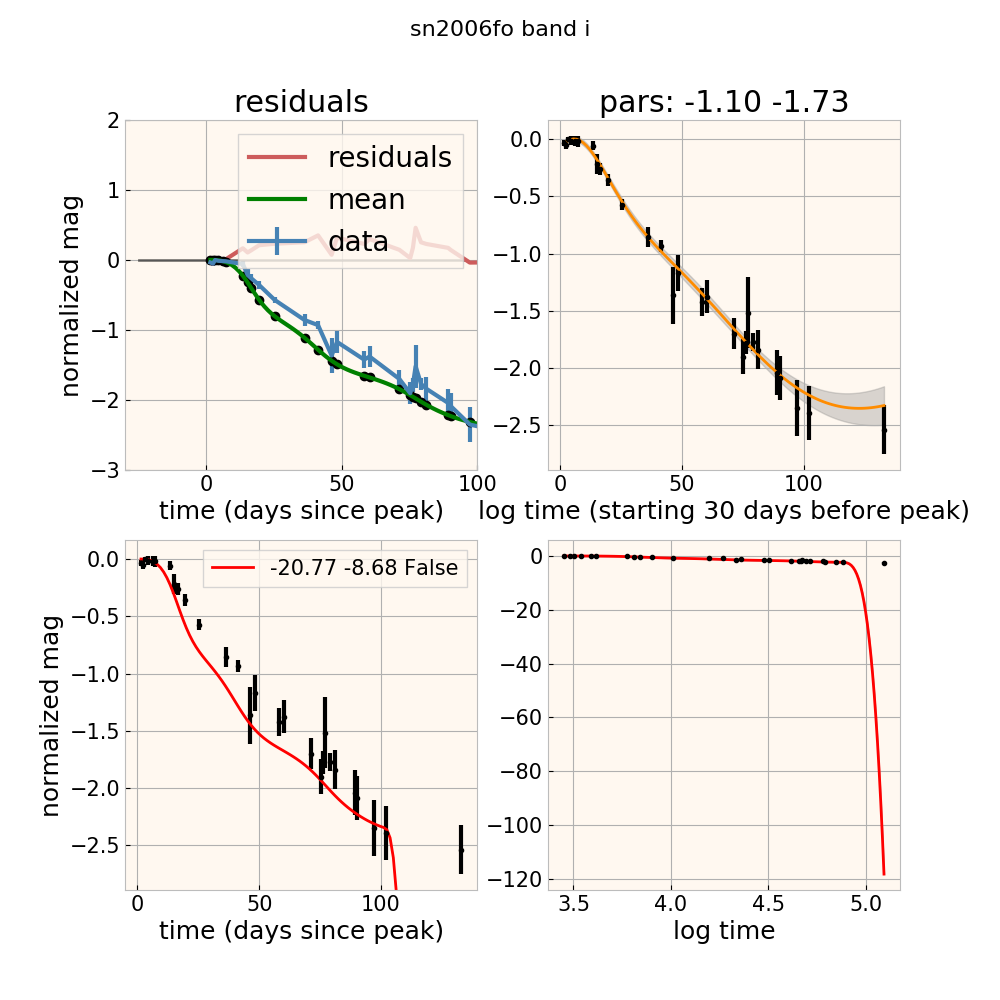 sn2006fo band i
residuals
pars: -1.10 -1.73
2
1
0
−1
−2
−3
normalized mag
residuals
mean
data
0
50
100
time (days since peak)
0.0
−0.5
−1.0
−1.5
−2.0
−2.5
0
50
100
log time (starting 30 days before peak)
0.0
−0.5
−1.0
−1.5
−2.0
−2.5
normalized mag
-20.77 -8.68 False
0
50
100
time (days since peak)
0
−20
−40
−60
−80
−100
−120
3.5
4.0
4.5
5.0
log time